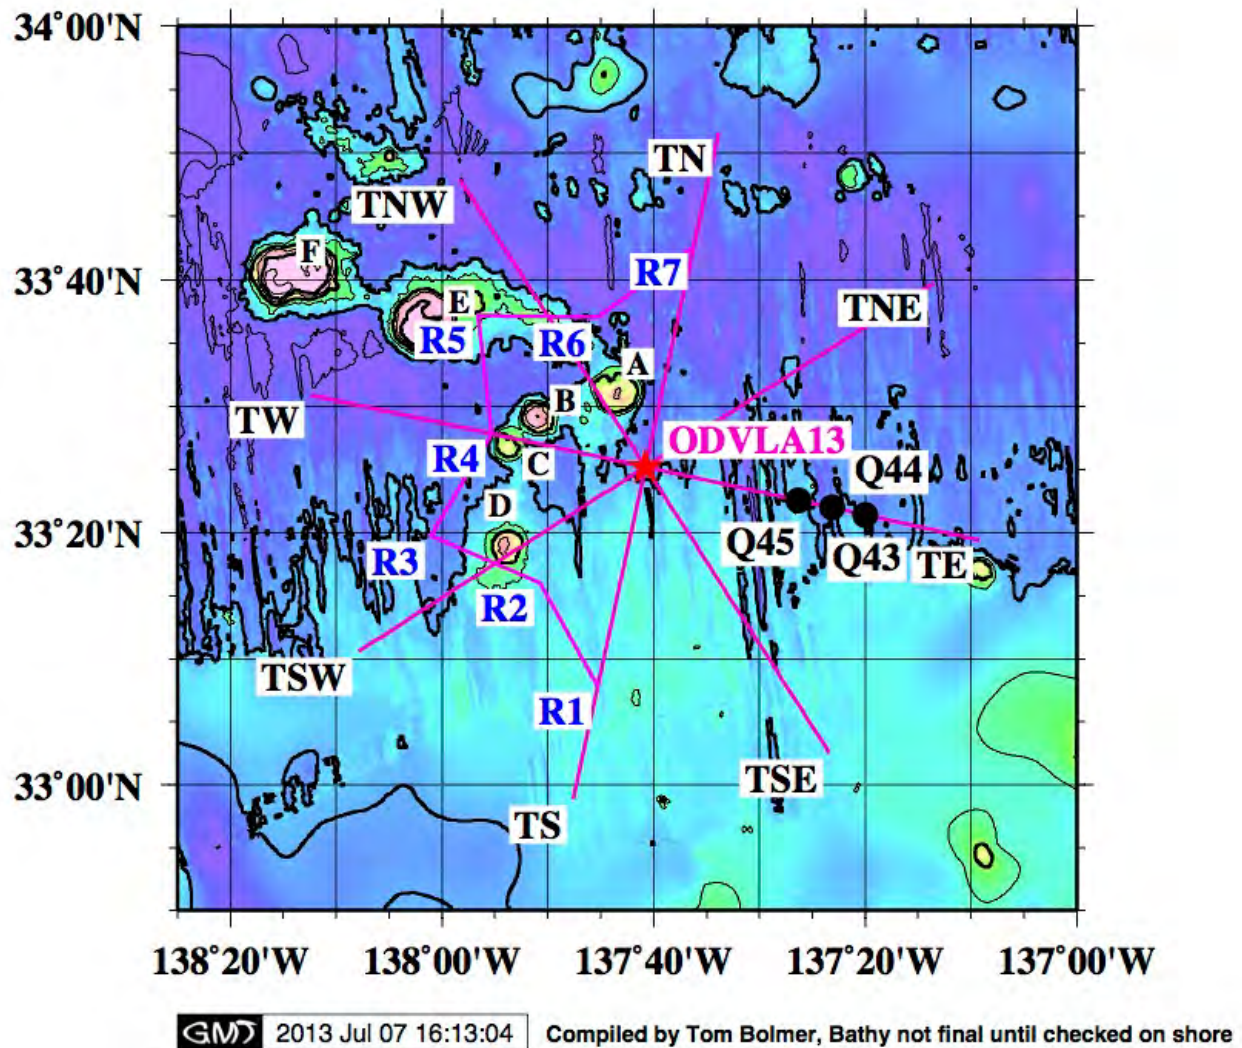 34°00'N
TN
TNW
F
R7
33°40'N
E
TNE
R5
R6
A
B
TW
ODVLA13
R4
C
Q44
D
33°20'N
Q45
R3
Q43
TE
R2
TSW
R1
TSE
33°00'N
TS
138°20'W 138°00'W 137°40'W 137°20'W 137°00'W
GMT 2013 Jul 07 16:13:04 Compiled by Tom Bolmer, Bathy not final until checked on shore